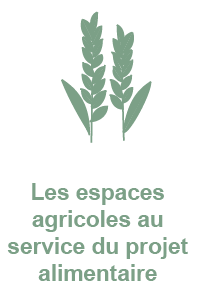 Les espaces
agricoles au
service du projet
alimentaire